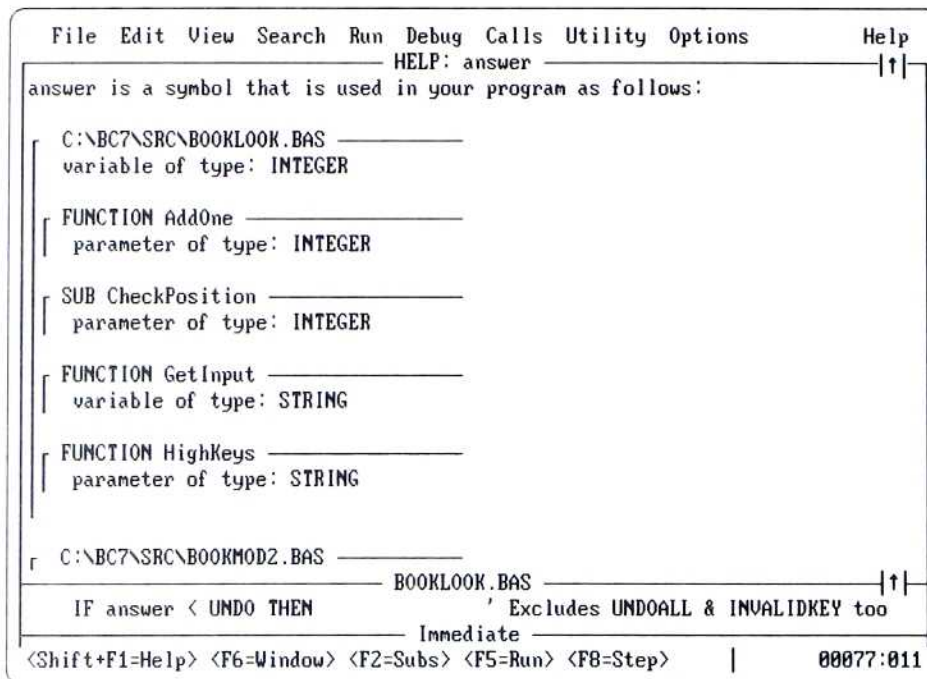 File Edit View Search Run Debug Calls Utility Options Help
HELP: answer
answer is a symbol that is used in your program as follows:
C:\BC7\SRC\BOOKLOOK.BAS
variable of type: INTEGER
FUNCTION AddOne
parameter of type: INTEGER
SUB CheckPosition
parameter of type: INTEGER
FUNCTION GetInput
variable of type: STRING
FUNCTION HighKeys
parameter of type: STRING
C:\BC7\SRC\BOOKMOD2.BAS
BOOKLOOK.BAS
IF answer < UNDO THEN ' Excludes UNDOALL & INVALIDKEY too
Immediate
<Shift+F1=Help> <F6=Window> <F2=Subs> <F5=Run> <F8=Step> | 00077:011